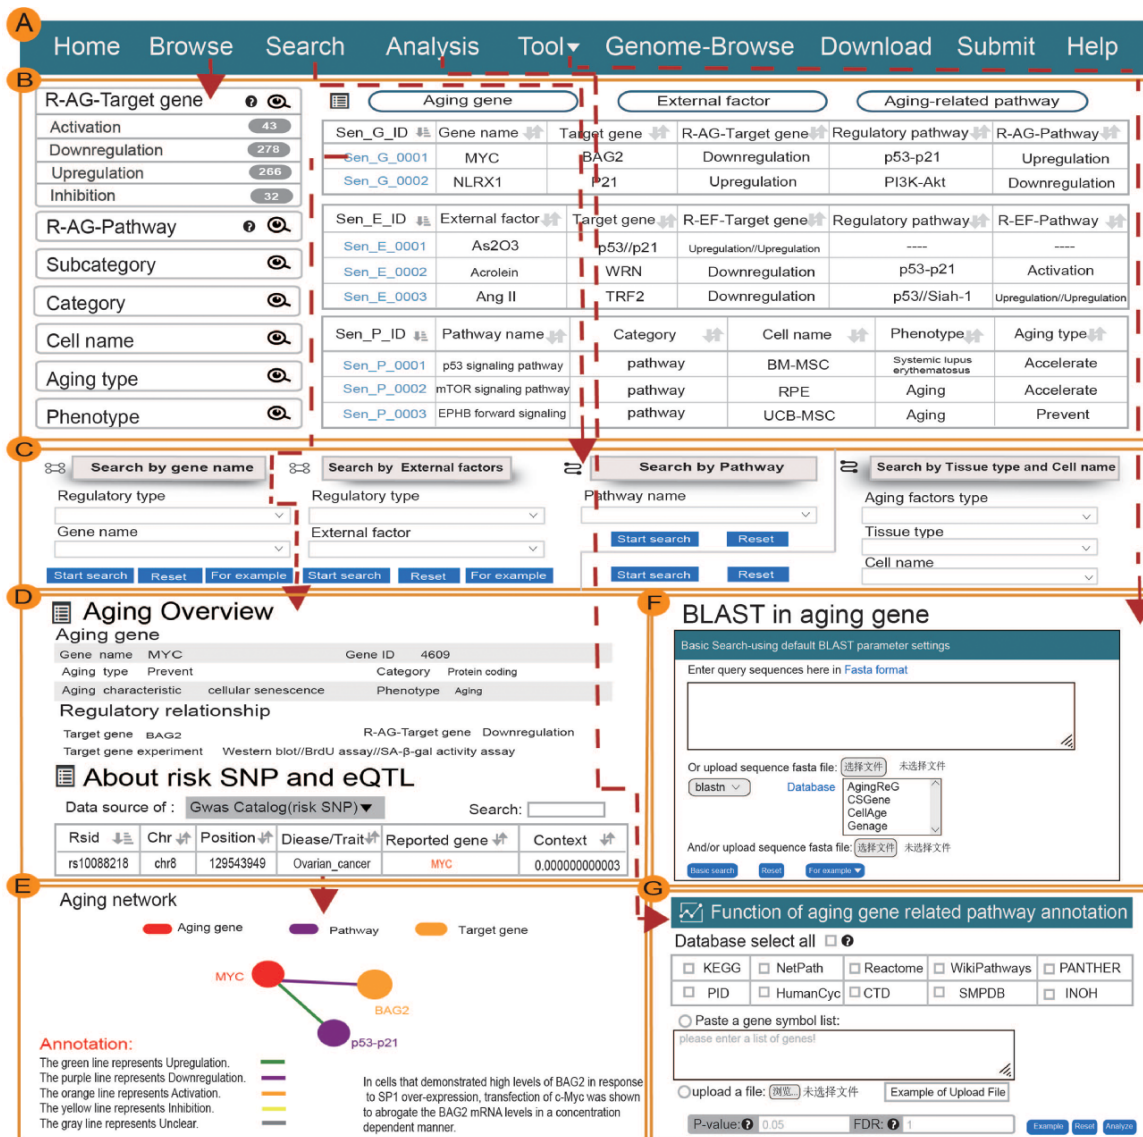 A
Home Browse Search Analysis Tool Genome-Browse Download Submit Help
B
R-AG-Target gene
Activation 43
Downregulation 278
Upregulation 266
Inhibition 32
R-AG-Pathway
Subcategory
Category
Cell name
Aging type
Phenotype
Aging gene External factor Aging-related pathway
Sen_G_ID Gene name Target gene R-AG-Target gene Regulatory pathway R-AG-Pathway
Sen_G_0001 MYC BAG2 Downregulation p53-p21 Upregulation
Sen_G_0002 NLRX1 P21 Upregulation PI3K-Akt Downregulation
Sen_E_ID External factor Target gene R-EF-Target gene Regulatory pathway R-EF-Pathway
Sen_E_0001 As2O3 p53//p21 Upregulation//Upregulation ---- ----
Sen_E_0002 Acrolein WRN Downregulation p53-p21 Activation
Sen_E_0003 Ang II TRF2 Downregulation p53//Siah-1 Upregulation//Upregulation
Sen_P_ID Pathway name Category Cell name Phenotype Aging type
Sen_P_0001 p53 signaling pathway pathway BM-MSC Systemic lupus erythematosus Accelerate
Sen_P_0002 mTOR signaling pathway pathway RPE Aging Accelerate
Sen_P_0003 EPHB forward signaling pathway UCB-MSC Aging Prevent
C
Search by gene name
Regulatory type
Gene name
Start search Reset For example
Search by External factors
Regulatory type
External factor
Start search Reset For example
Search by Pathway
Pathway name
Start search Reset
Start search Reset
Search by Tissue type and Cell name
Aging factors type
Tissue type
Cell name
D
Aging Overview
Aging gene
Gene name MYC Gene ID 4609
Aging type Prevent Category Protein coding
Aging characteristic cellular senescence Phenotype Aging
Regulatory relationship
Target gene BAG2 R-AG-Target gene Downregulation
Target gene experiment Western blot//BrdU assay//SA-β-gal activity assay
About risk SNP and eQTL
Data source of : Gwas Catalog(risk SNP)▼ Search:
Rsid Chr Position Diease/Trait Reported gene Context
rs10088218 chr8 129543949 Ovarian_cancer MYC 0.000000000003
E
Aging network
Aging gene Pathway Target gene
MYC
BAG2
p53-p21
Annotation:
The green line represents Upregulation.
The purple line represents Downregulation.
The orange line represents Activation.
The yellow line represents Inhibition.
The gray line represents Unclear.
In cells that demonstrated high levels of BAG2 in response
to SP1 over-expression, transfection of c-Myc was shown
to abrogate the BAG2 mRNA levels in a concentration
dependent manner.
F
BLAST in aging gene
Basic Search-using default BLAST parameter settings
Enter query sequences here in Fasta format
Or upload sequence fasta file: 选择文件 未选择文件
blastn Database AgingReG
CSGene
CellAge
Genage
And/or upload sequence fasta file: 选择文件 未选择文件
Basic search Reset For example ▼
G
Function of aging gene related pathway annotation
Database select all
KEGG NetPath Reactome WikiPathways PANTHER
PID HumanCyc CTD SMPDB INOH
Paste a gene symbol list:
please enter a list of genes!
upload a file: 浏览... 未选择文件 Example of Upload File
P-value: 0.05 FDR: 1 Example Reset Analyze